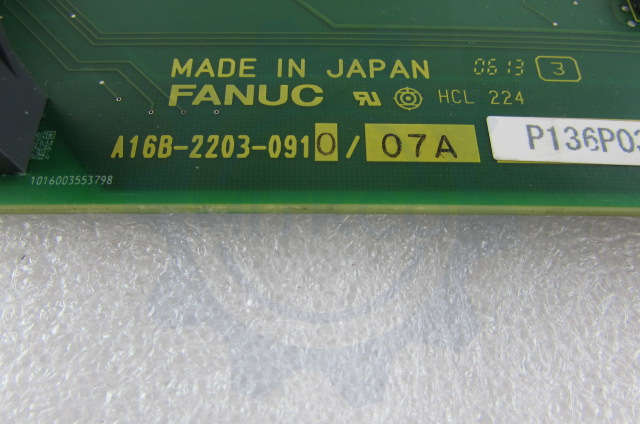 MADE IN JAPAN 0613 3
FANUC HCL 224
A16B-2203-0910/07A
P136P03
1016003553798